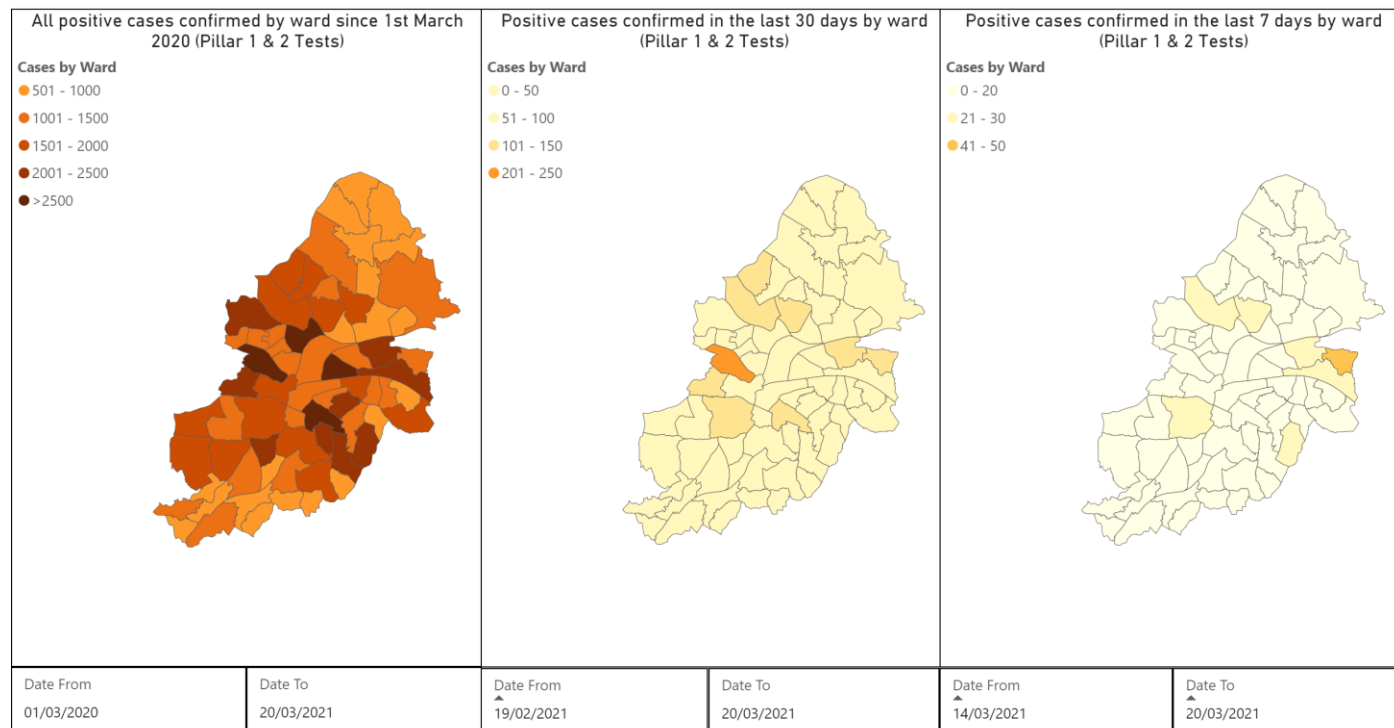 All positive cases confirmed by ward since 1st March
2020 (Pillar 1 & 2 Tests)
Cases by Ward
501 - 1000
1001 - 1500
1501 - 2000
2001 - 2500
>2500
Date From
01/03/2020
Date To
20/03/2021
Positive cases confirmed in the last 30 days by ward
(Pillar 1 & 2 Tests)
Cases by Ward
0 - 50
51 - 100
101 - 150
201 - 250
Date From
19/02/2021
Date To
20/03/2021
Positive cases confirmed in the last 7 days by ward
(Pillar 1 & 2 Tests)
Cases by Ward
0 - 20
21 - 30
41 - 50
Date From
14/03/2021
Date To
20/03/2021